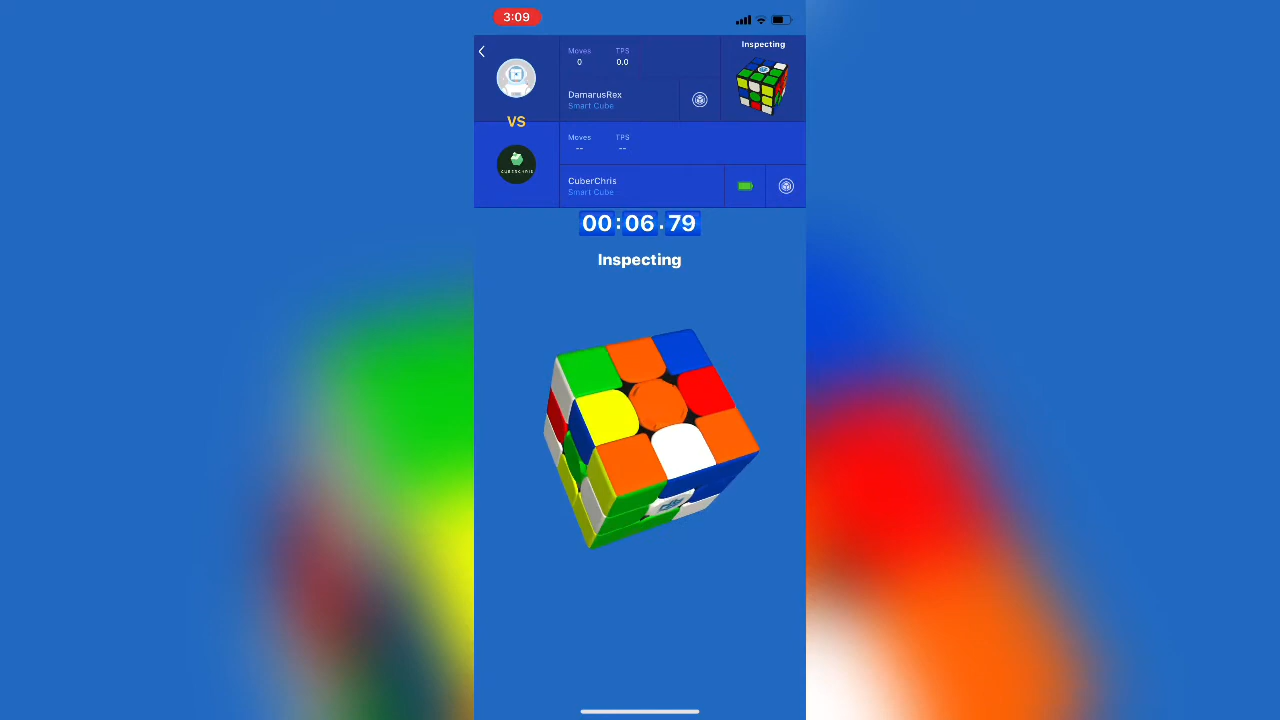 3:09
Inspecting
Moves
TPS
0
0.0
DamarusRex
Smart Cube
VS
Moves
TPS
--
--
CUBERCHRIS
CuberChris
Smart Cube
00:06.79
Inspecting